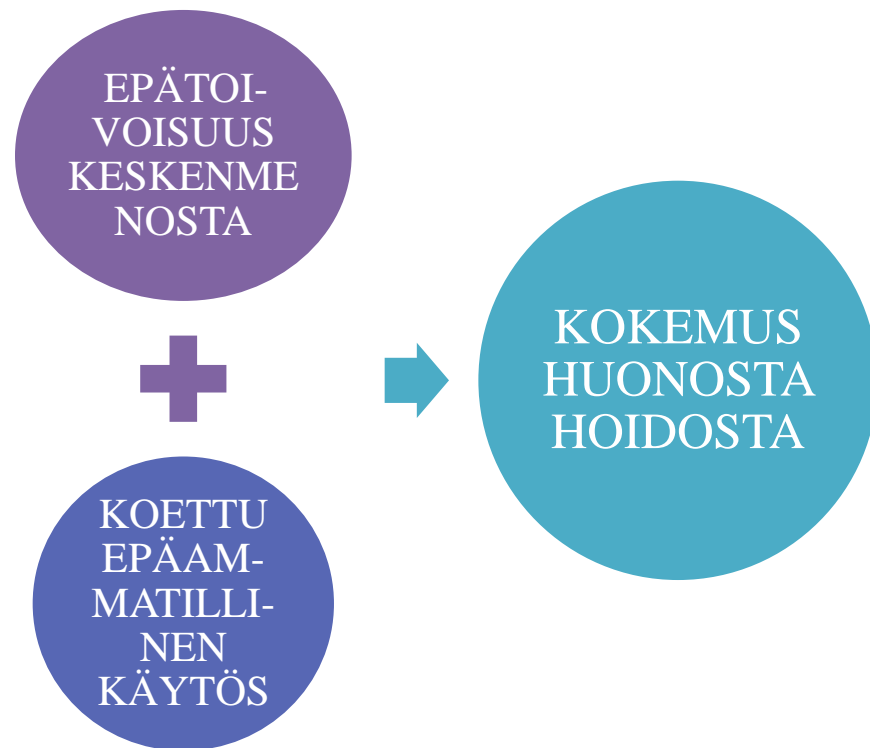 EPÄTOI-
VOISUUS
KESKENME
NOSTA
KOETTU
EPÄAM-
MATILLI-
NEN
KÄYTÖS
KOKEMUS
HUONOSTA
HOIDOSTA